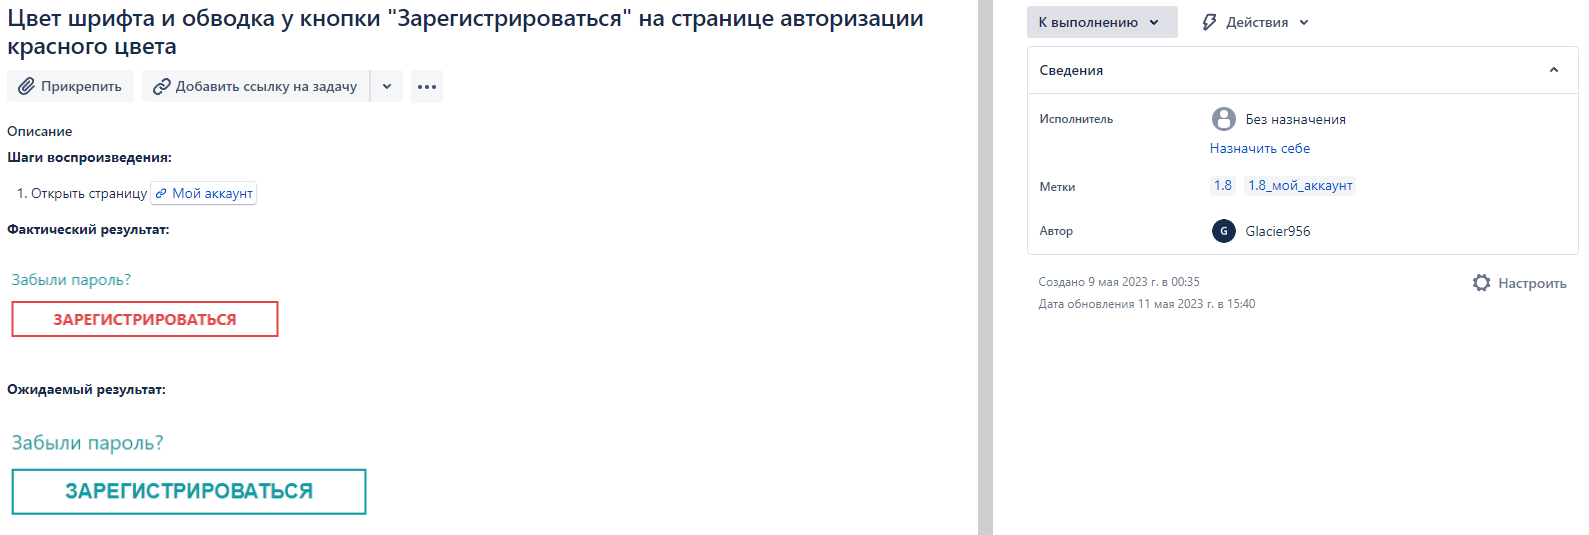 Цвет шрифта и обводка у кнопки "Зарегистрироваться" на странице авторизации
красного цвета
Прикрепить
Добавить ссылку на задачу
Описание
Шаги воспроизведения:
1. Открыть страницу Мой аккаунт
Фактический результат:
Забыли пароль?
ЗАРЕГИСТРИРОВАТЬСЯ
Ожидаемый результат:
Забыли пароль?
ЗАРЕГИСТРИРОВАТЬСЯ
К выполнению
Действия
Сведения
Исполнитель
Без назначения
Назначить себе
Метки
1.8 1.8_мой_аккаунт
Автор
G Glacier956
Создано 9 мая 2023 г. в 00:35
Настроить
Дата обновления 11 мая 2023 г. в 15:40